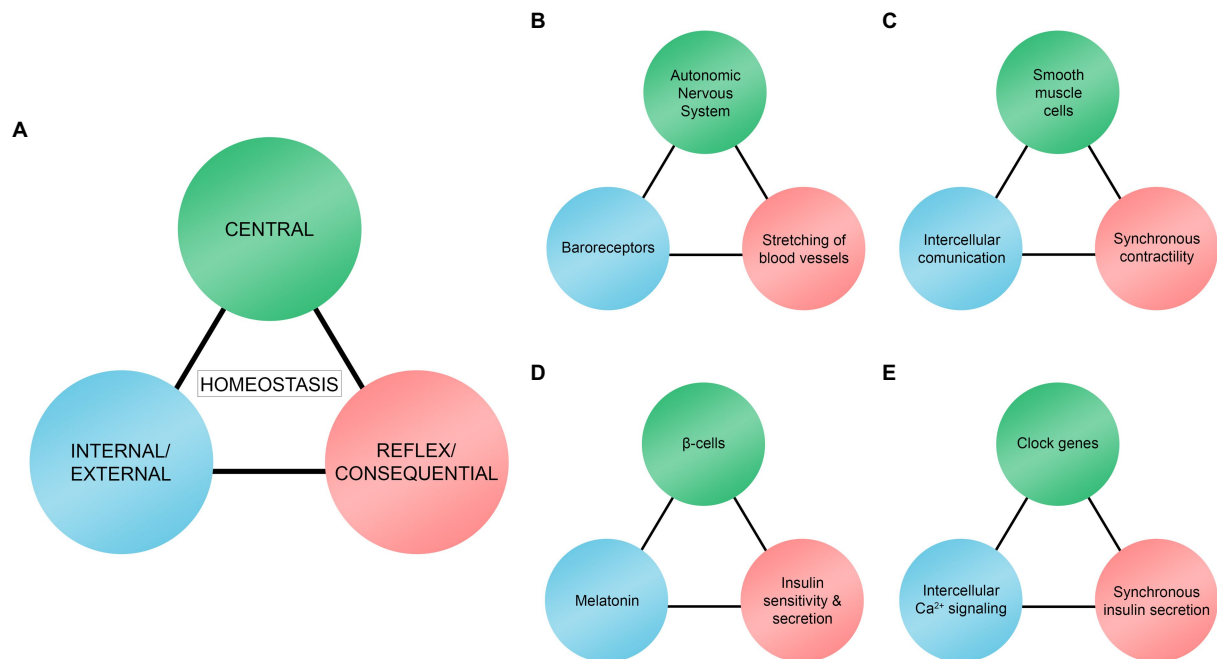 A
CENTRAL
HOMEOSTASIS
INTERNAL/
EXTERNAL
REFLEX/
CONSEQUENTIAL
B
Autonomic
Nervous
System
Baroreceptors
Stretching of
blood vessels
C
Smooth
muscle
cells
Intercellular
comunication
Synchronous
contractility
D
β-cells
Melatonin
Insulin
sensitivity &
secretion
E
Clock genes
Intercellular
Ca²⁺ signaling
Synchronous
insulin secretion